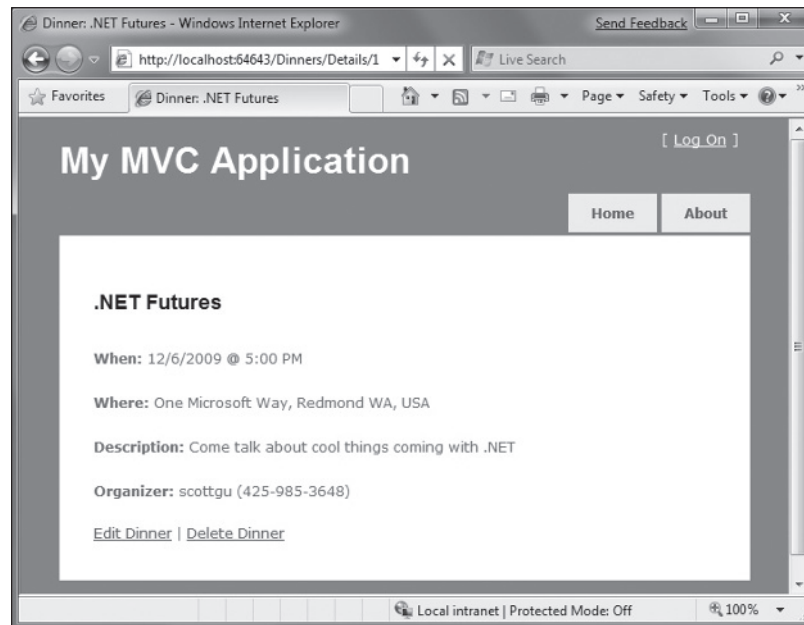 Dinner: .NET Futures - Windows Internet Explorer
Send Feedback
http://localhost:64643/Dinners/Details/1
Live Search
Favorites
Dinner: .NET Futures
Page
Safety
Tools
[ Log On ]
My MVC Application
Home
About
.NET Futures
When: 12/6/2009 @ 5:00 PM
Where: One Microsoft Way, Redmond WA, USA
Description: Come talk about cool things coming with .NET
Organizer: scottgu (425-985-3648)
Edit Dinner | Delete Dinner
Local intranet | Protected Mode: Off
100%